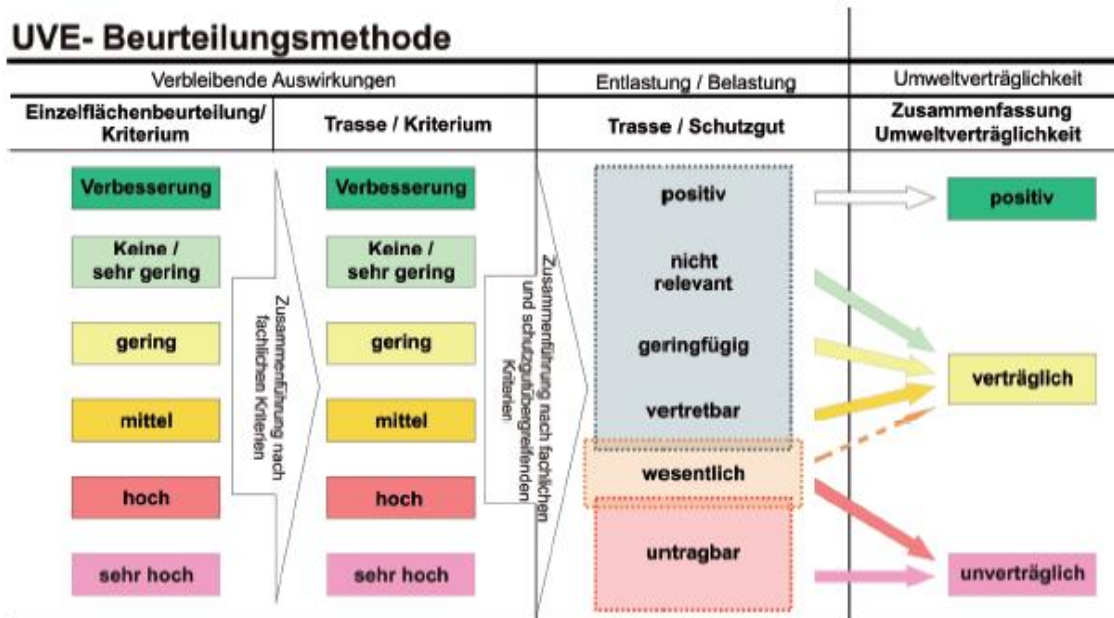 UVE- Beurteilungsmethode
Verbleibende Auswirkungen
Entlastung / Belastung
Umweltverträglichkeit
Einzelflächenbeurteilung/
Kriterium
Trasse / Kriterium
Trasse / Schutzgut
Zusammenfassung
Umweltverträglichkeit
Verbesserung
Keine /
sehr gering
gering
mittel
hoch
sehr hoch
Zusammenführung nach
fachlichen Kriterien
Verbesserung
Keine /
sehr gering
gering
mittel
hoch
sehr hoch
Zusammenführung nach fachlichen
und schutzgutübergreifenden
Kriterien
positiv
nicht
relevant
geringfügig
vertretbar
wesentlich
untragbar
positiv
verträglich
unverträglich